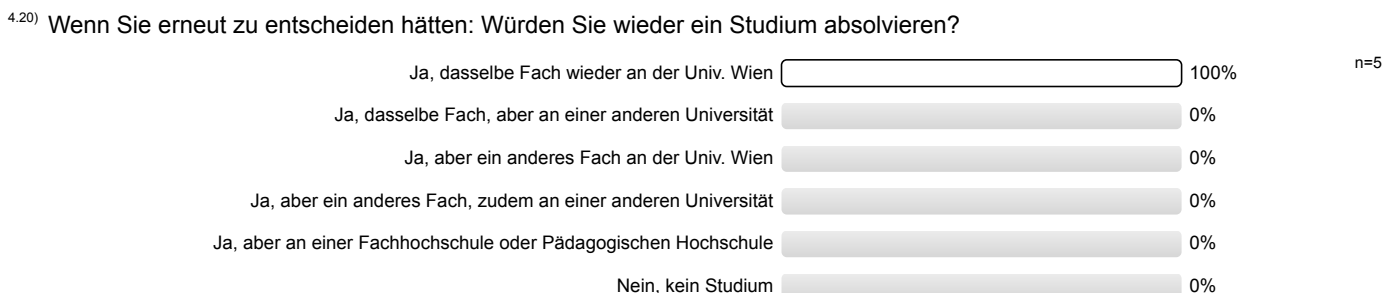 4.20) Wenn Sie erneut zu entscheiden hätten: Würden Sie wieder ein Studium absolvieren?
Ja, dasselbe Fach wieder an der Univ. Wien 100% n=5
Ja, dasselbe Fach, aber an einer anderen Universität 0%
Ja, aber ein anderes Fach an der Univ. Wien 0%
Ja, aber ein anderes Fach, zudem an einer anderen Universität 0%
Ja, aber an einer Fachhochschule oder Pädagogischen Hochschule 0%
Nein, kein Studium 0%